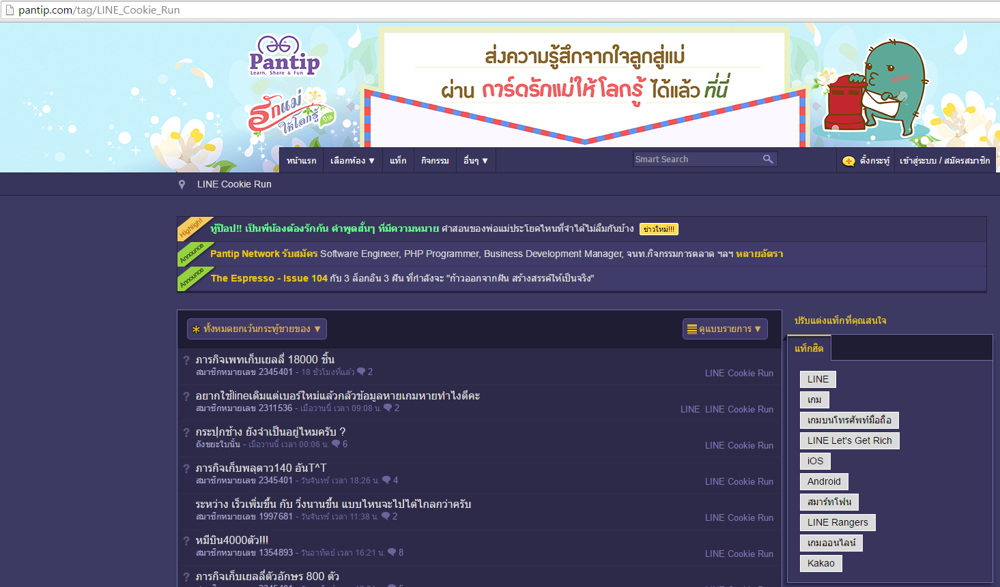 pantip.com/tag/LINE_Cookie_Run
Pantip
Learn, Share & Fun
ส่งความรู้สึกจากใจลูกสู่แม่
ผ่าน การ์ดรักแม่ให้โลกรู้ ได้แล้ว ที่นี่
รักแม่
ให้โลกรู้
ปี58
หน้าแรก
เลือกห้อง ▼
แท็ก
กิจกรรม
อื่นๆ ▼
Smart Search
ตั้งกระทู้
เข้าสู่ระบบ / สมัครสมาชิก
LINE Cookie Run
Highlight
ทู้ป๊อป!! เป็นพี่น้องต้องรักกัน คำพูดสั้นๆ ที่มีความหมาย คำสอนของพ่อแม่ประโยคไหนที่จำได้ไม่ลืมกันบ้าง ข่าวใหม่!!!
Announce
Pantip Network รับสมัคร Software Engineer, PHP Programmer, Business Development Manager, จนท.กิจกรรมการตลาด ฯลฯ หลายอัตรา
Announce
The Espresso - Issue 104 กับ 3 ล็อกอิน 3 ฝัน ที่กำลังจะ "ก้าวออกจากฝัน สร้างสรรค์ให้เป็นจริง"
ทั้งหมดยกเว้นกระทู้ขายของ ▼
ดูแบบรายการ ▼
? ภารกิจเพทเก็บเยลลี่ 18000 ชิ้น
สมาชิกหมายเลข 2345401 - 18 ชั่วโมงที่แล้ว 2
LINE Cookie Run
? อยากใช้lineเดิมแต่เบอร์ใหม่แล้วกลัวข้อมูลหายเกมหายทำไงดีคะ
สมาชิกหมายเลข 2311536 - เมื่อวานนี้ เวลา 09:08 น. 2
LINE LINE Cookie Run
? กระปุกช้าง ยังจำเป็นอยู่ไหมครับ ?
ถังขยะใบนั้น - เมื่อวานนี้ เวลา 00:06 น. 6
LINE Cookie Run
? ภารกิจเก็บพลุดาว140 อันT^T
สมาชิกหมายเลข 2345401 - วันจันทร์ เวลา 18:26 น. 4
LINE Cookie Run
ระหว่าง เร็วเพิ่มขึ้น กับ วิ่งนานขึ้น แบบไหนจะไปได้ไกลกว่าครับ
สมาชิกหมายเลข 1997681 - วันจันทร์ เวลา 11:38 น. 2
LINE Cookie Run
? หมีบิน4000ตัว!!!
สมาชิกหมายเลข 1354893 - วันอาทิตย์ เวลา 16:21 น. 8
LINE Cookie Run
? ภารกิจเก็บเยลลี่ตัวอักษร 800 ตัว
ปรับแต่งแท็กที่คุณสนใจ
แท็กฮิต
LINE
เกม
เกมบนโทรศัพท์มือถือ
LINE Let's Get Rich
iOS
Android
สมาร์ทโฟน
LINE Rangers
เกมออนไลน์
Kakao